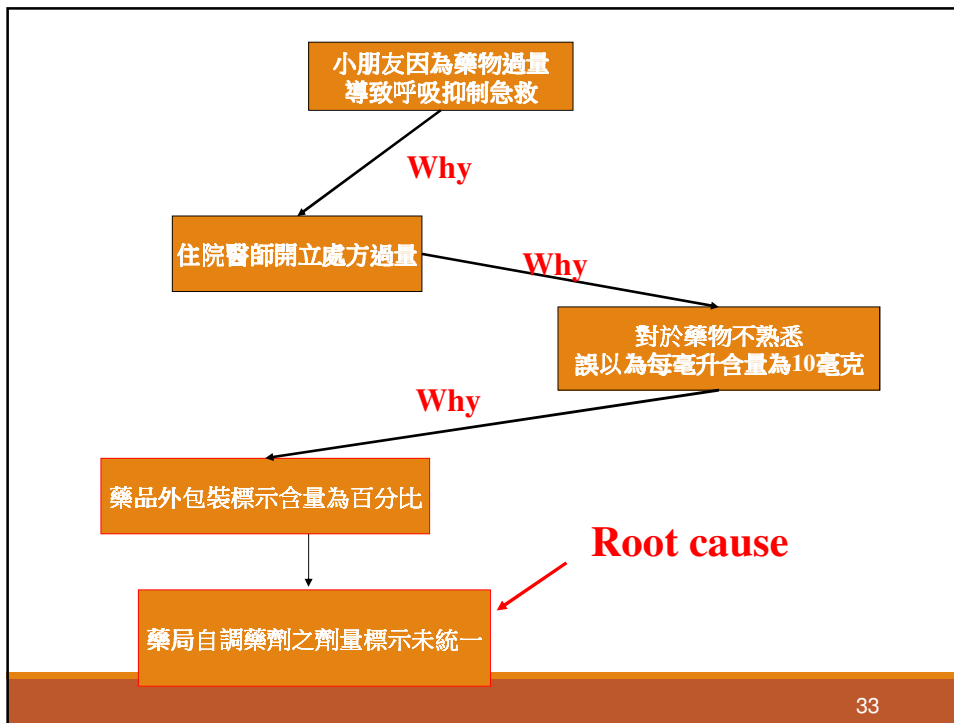 小朋友因為藥物過量
導致呼吸抑制急救
Why
住院醫師開立處方過量
Why
對於藥物不熟悉
誤以為每毫升含量為10毫克
Why
藥品外包裝標示含量為百分比
Root cause
藥局自調藥劑之劑量標示未統一
33